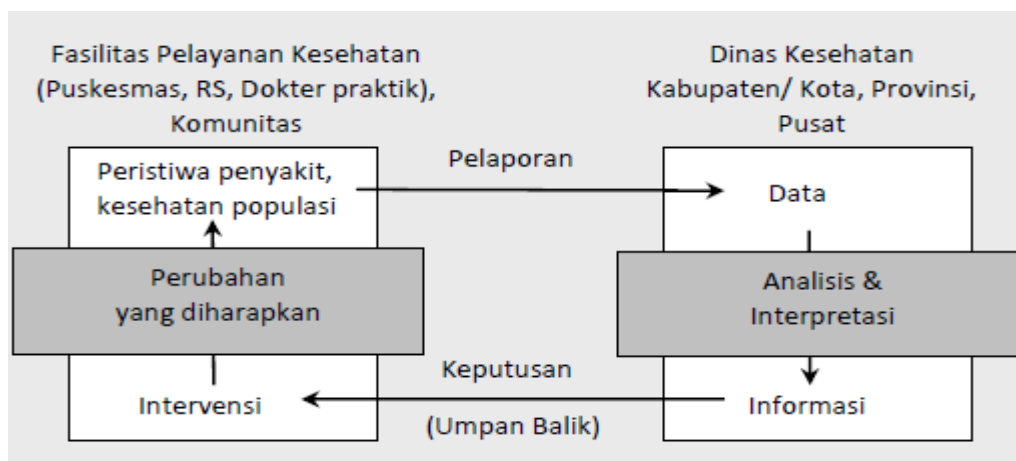 Fasilitas Pelayanan Kesehatan
(Puskesmas, RS, Dokter praktik),
Komunitas
Dinas Kesehatan
Kabupaten/ Kota, Provinsi,
Pusat
Peristiwa penyakit,
kesehatan populasi
Pelaporan
Data
Perubahan
yang diharapkan
Analisis &
Interpretasi
Intervensi
Keputusan
(Umpan Balik)
Informasi